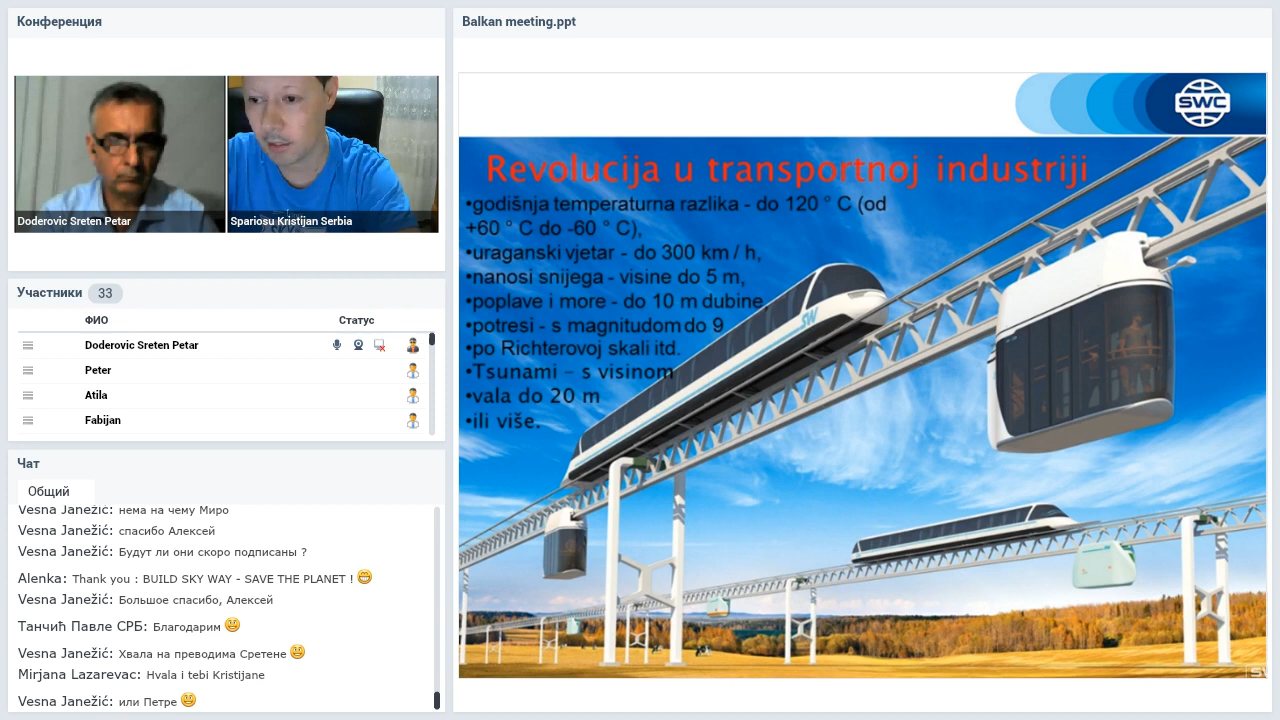 Конференция
Doderovic Sreten Petar
Spariosu Kristijan Serbia
Участники 33
ФИО Статус
Doderovic Sreten Petar
Peter
Atila
Fabijan
Чат
Общий
Vesna Janežić: нема на чему Миро
Vesna Janežić: спасибо Алексей
Vesna Janežić: Будут ли они скоро подписаны ?
Alenka: Thank you : BUILD SKY WAY - SAVE THE PLANET !
Vesna Janežić: Большое спасибо, Алексей
Танчић Павле СРБ: Благодарим
Vesna Janežić: Хвала на преводима Сретене
Mirjana Lazarevac: Hvala i tebi Kristijane
Vesna Janežić: или Петре
Balkan meeting.ppt
SWC
Revolucija u transportnoj industriji
•godišnja temperaturna razlika - do 120 ° C (od
+60 ° C do -60 ° C),
•uraganski vjetar - do 300 km / h,
•nanosi snijega - visine do 5 m,
•poplave i more - do 10 m dubine,
•potresi - s magnitudom do 9
•po Richterovoj skali itd.
•Tsunami – s visinom
•vala do 20 m
•ili više.
SW